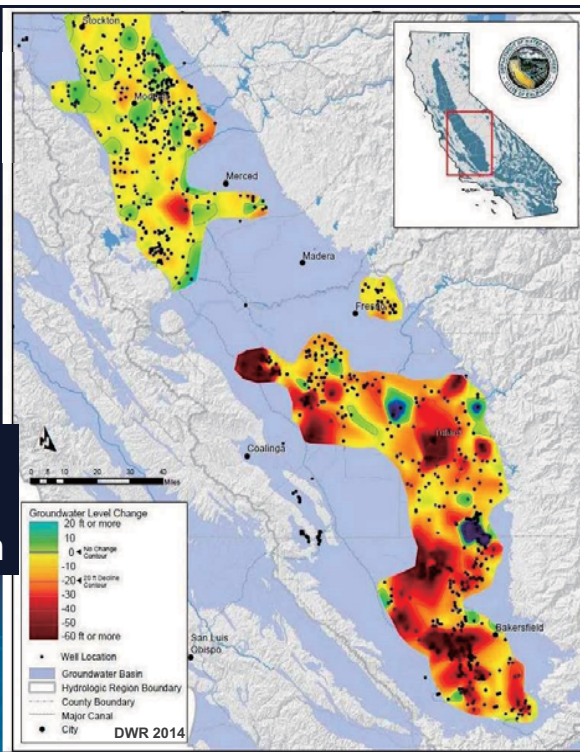 Stockton
Modesto
Merced
Madera
Fresno
Tulare
Coalinga
0 5 10 20 30 40
Miles
Groundwater Level Change
20 ft or more
10
0 No Change Contour
-10
-20 20 ft Decline Contour
-30
-40
-50
-60 ft or more
Well Location
Groundwater Basin
Hydrologic Region Boundary
County Boundary
Major Canal
City
San Luis
Obispo
Bakersfield
DWR 2014